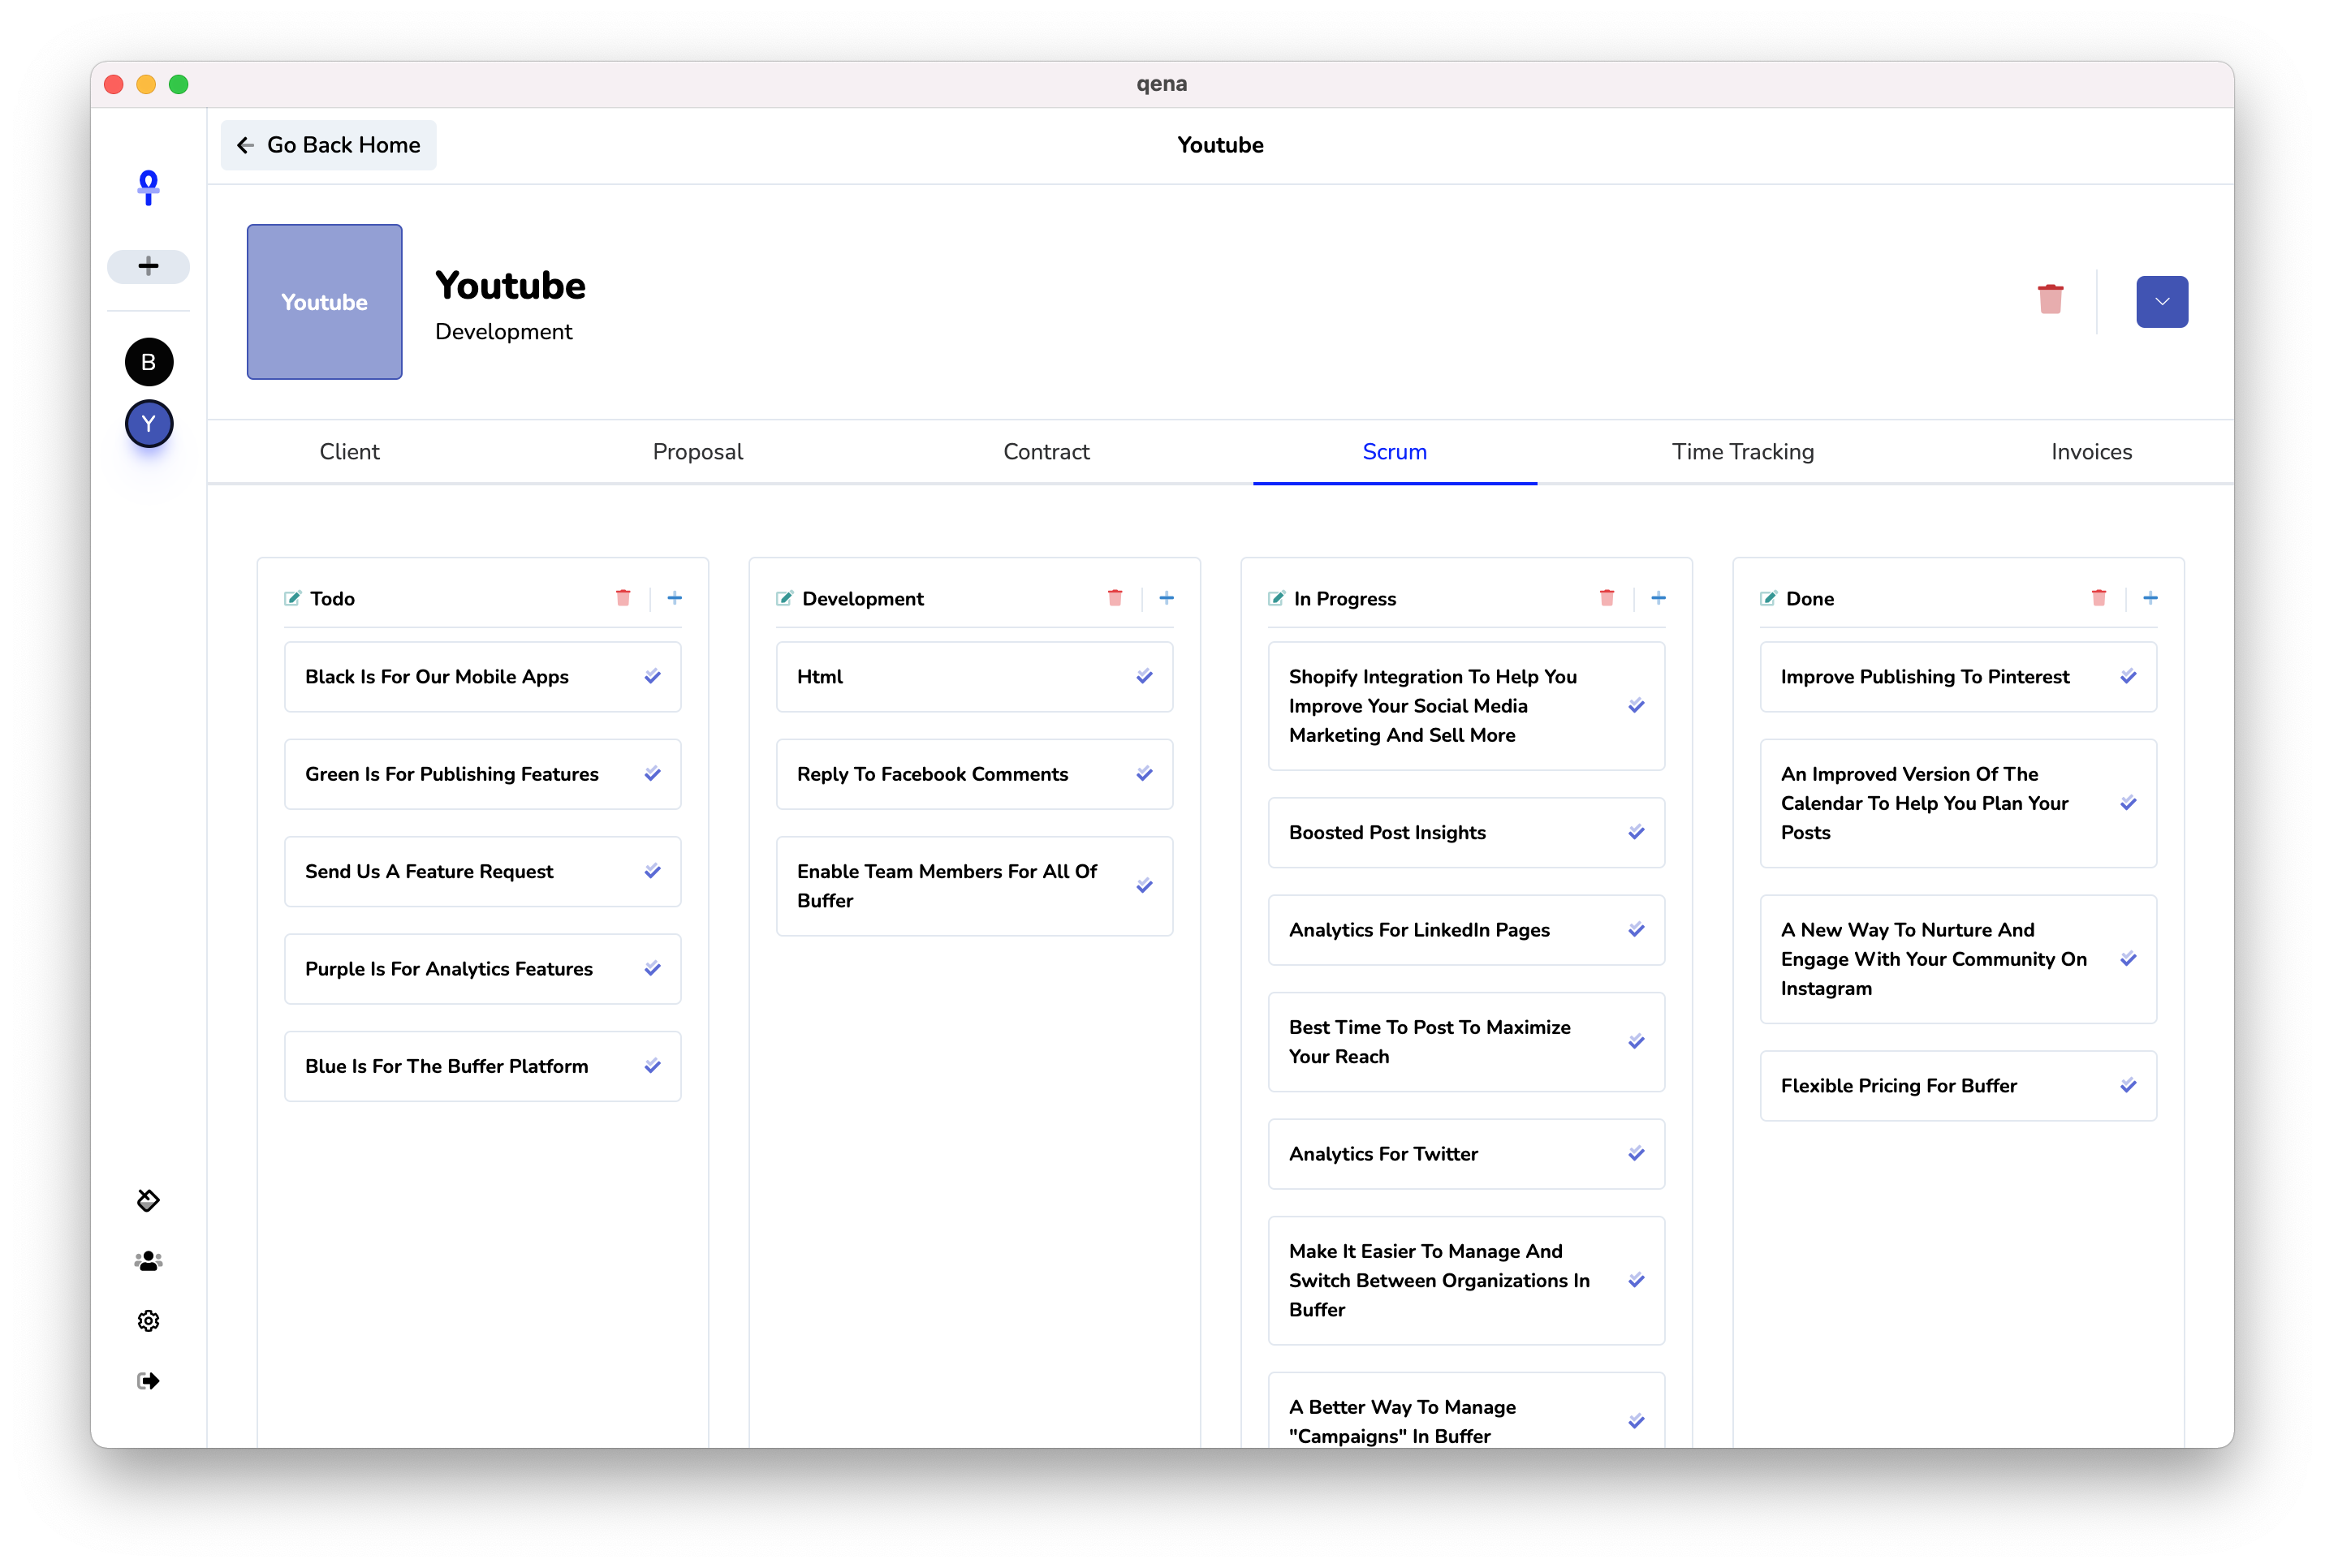 qena
Go Back Home
Youtube
Youtube
Youtube
Development
B
Y
Client
Proposal
Contract
Scrum
Time Tracking
Invoices
Todo
Black Is For Our Mobile Apps
Green Is For Publishing Features
Send Us A Feature Request
Purple Is For Analytics Features
Blue Is For The Buffer Platform
Development
Html
Reply To Facebook Comments
Enable Team Members For All Of
Buffer
In Progress
Shopify Integration To Help You
Improve Your Social Media
Marketing And Sell More
Boosted Post Insights
Analytics For LinkedIn Pages
Best Time To Post To Maximize
Your Reach
Analytics For Twitter
Make It Easier To Manage And
Switch Between Organizations In
Buffer
A Better Way To Manage
"Campaigns" In Buffer
Done
Improve Publishing To Pinterest
An Improved Version Of The
Calendar To Help You Plan Your
Posts
A New Way To Nurture And
Engage With Your Community On
Instagram
Flexible Pricing For Buffer